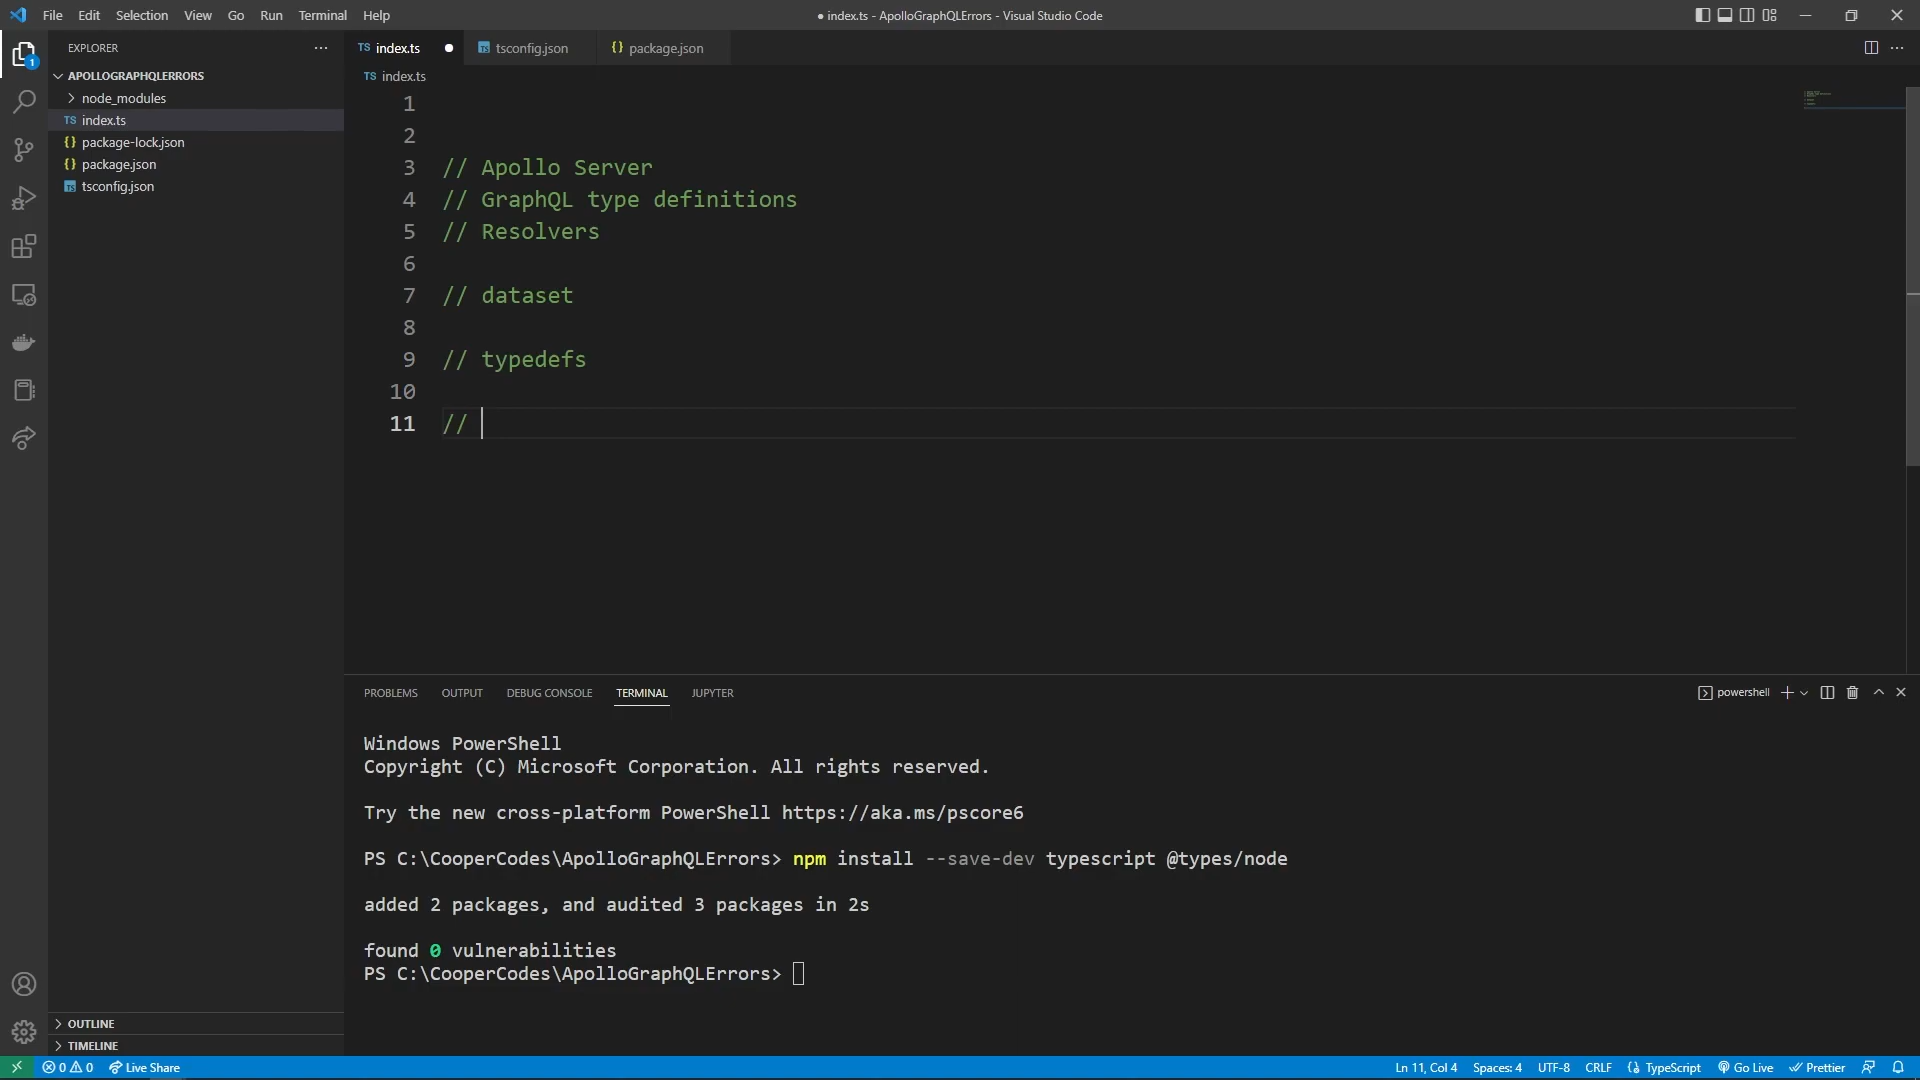 File Edit Selection View Go Run Terminal Help
● index.ts - ApolloGraphQLErrors - Visual Studio Code
EXPLORER
TS index.ts
TS tsconfig.json
{} package.json
APOLLOGRAPHQLERRORS
TS index.ts
node_modules
TS index.ts
{} package-lock.json
{} package.json
TS tsconfig.json
1
1
2
3 // Apollo Server
4 // GraphQL type definitions
5 // Resolvers
6
7 // dataset
8
9 // typedefs
10
11 //
PROBLEMS OUTPUT DEBUG CONSOLE TERMINAL JUPYTER
powershell
Windows PowerShell
Copyright (C) Microsoft Corporation. All rights reserved.
Try the new cross-platform PowerShell https://aka.ms/pscore6
PS C:\CooperCodes\ApolloGraphQLErrors> npm install --save-dev typescript @types/node
added 2 packages, and audited 3 packages in 2s
found 0 vulnerabilities
PS C:\CooperCodes\ApolloGraphQLErrors>
OUTLINE
TIMELINE
0 0 Live Share
Ln 11, Col 4 Spaces: 4 UTF-8 CRLF {} TypeScript Go Live Prettier